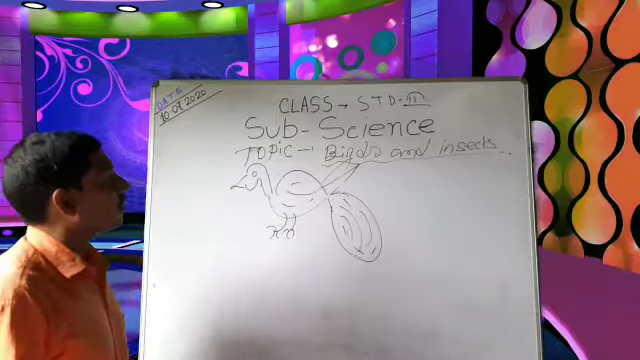 DATE
10.07.2020
CLASS → STD-III
Sub- Science
TOPIC → Birds and insects.